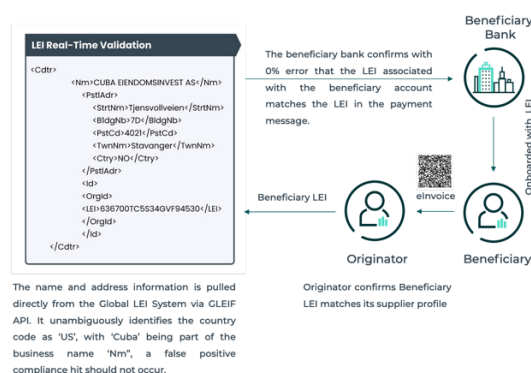 LEI Real-Time Validation
<Cdtr>
<Nm>CUBA EIENDOMSINVEST AS</Nm>
<PstlAdr>
<StrtNm>Tjensvollveien</StrtNm>
<BldgNb>7D</BldgNb>
<PstCd>4021</PstCd>
<TwnNm>Stavanger</TwnNm>
<Ctry>NO</Ctry>
</PstlAdr>
<Id>
<OrgId>
<LEI>636700TC5S34GVF94530</LEI>
</OrgId>
</Id>
</Cdtr>
The name and address information is pulled
directly from the Global LEI System via GLEIF
API. It unambiguously identifies the country
code as ‘US’, with ‘Cuba’ being part of the
business name ‘Nm”, a false positive
compliance hit should not occur.
The beneficiary bank confirms with
0% error that the LEI associated
with the beneficiary account
matches the LEI in the payment
message.
Beneficiary
Bank
Onboarded with LEI
eInvoice
Beneficiary LEI
Originator
Beneficiary
Originator confirms Beneficiary
LEI matches its supplier profile